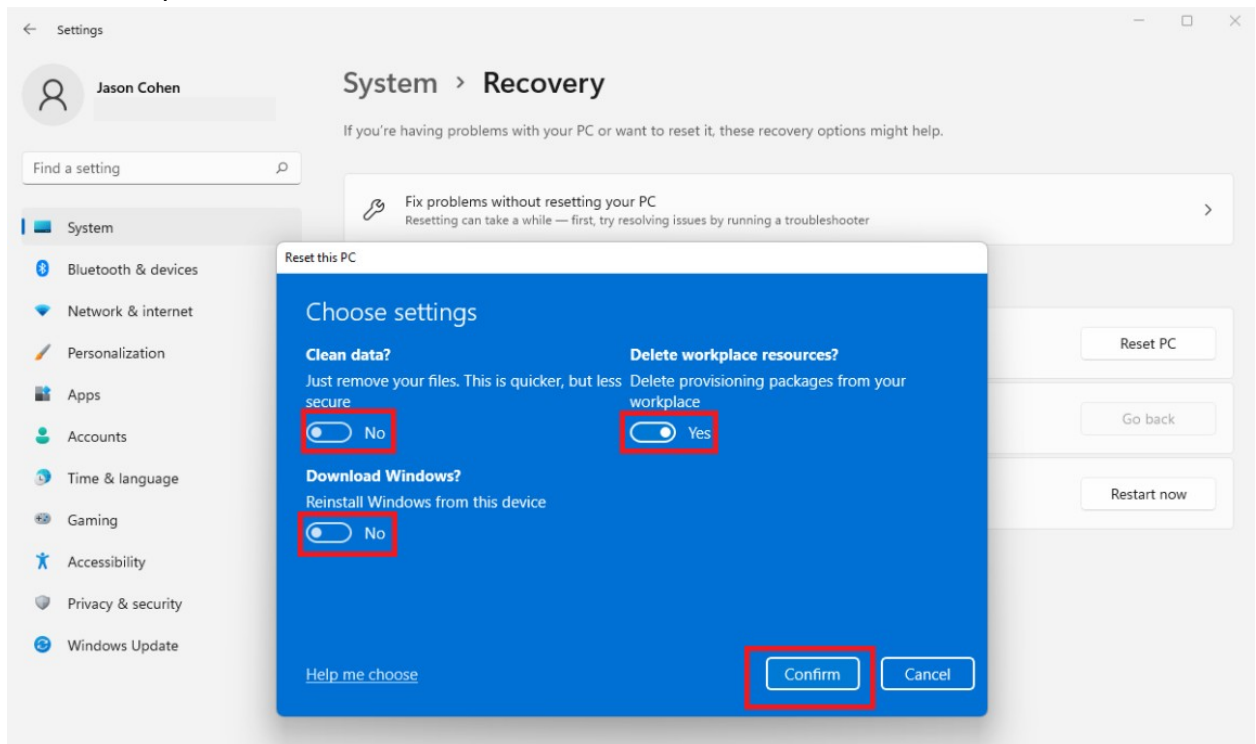 Settings
Jason Cohen
Find a setting
System
Bluetooth & devices
Network & internet
Personalization
Apps
Accounts
Time & language
Gaming
Accessibility
Privacy & security
Windows Update
System > Recovery
If you're having problems with your PC or want to reset it, these recovery options might help.
Fix problems without resetting your PC
Resetting can take a while — first, try resolving issues by running a troubleshooter
Reset PC
Go back
Restart now
Reset this PC
Choose settings
Clean data?
Just remove your files. This is quicker, but less
secure
No
Delete workplace resources?
Delete provisioning packages from your
workplace
Yes
Download Windows?
Reinstall Windows from this device
No
Help me choose
Confirm
Cancel